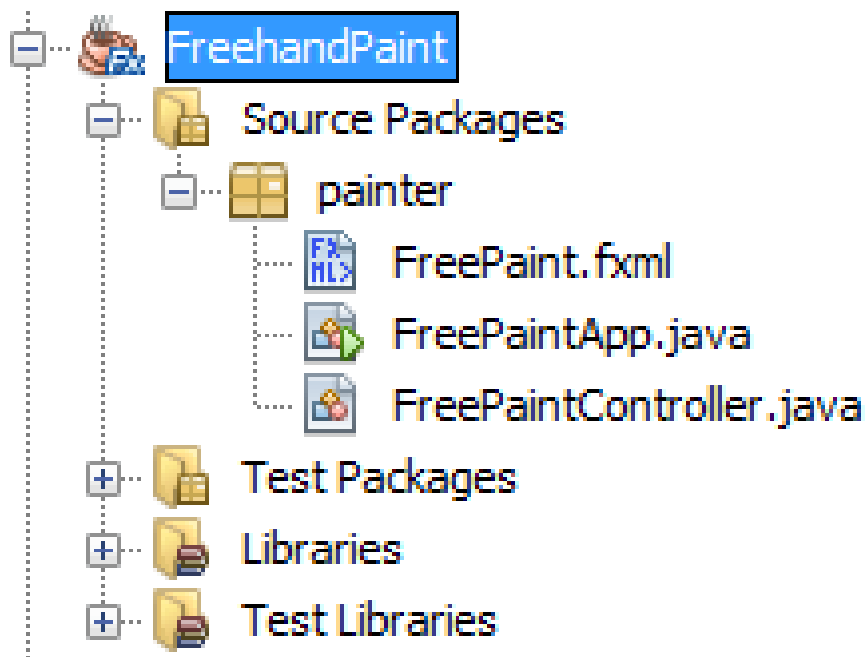 FreehandPaint
Source Packages
painter
FreePaint.fxml
FreePaintApp.java
FreePaintController.java
Test Packages
Libraries
Test Libraries